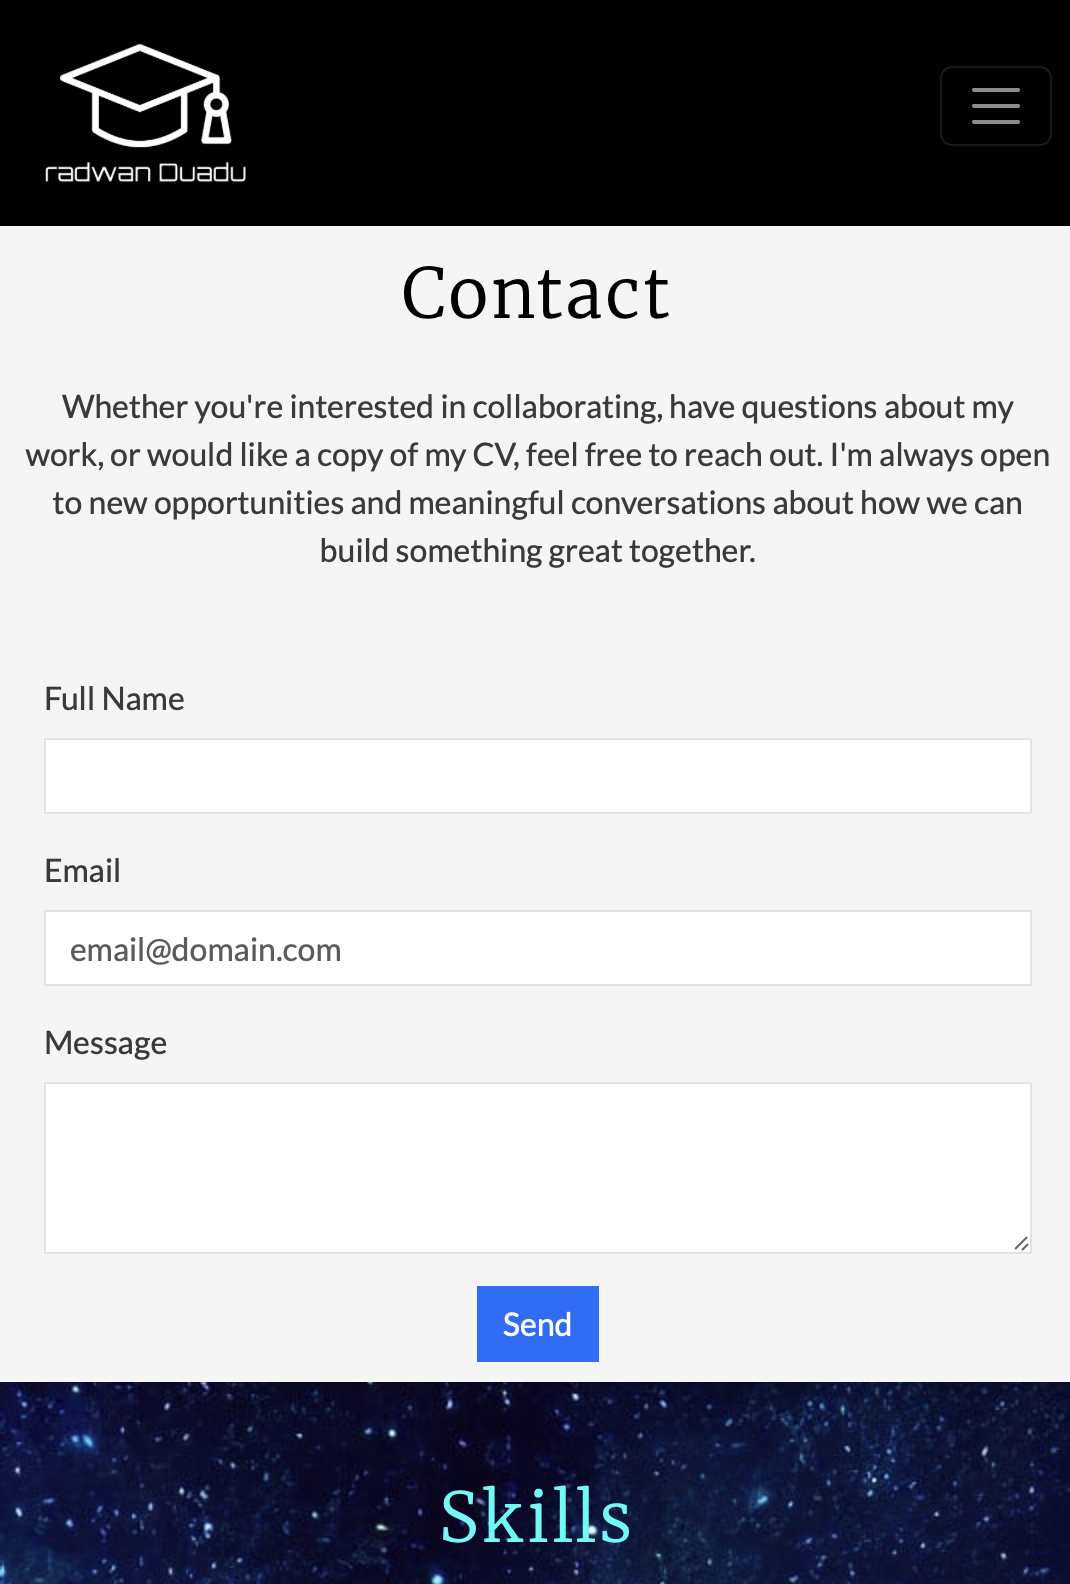 radwan Duadu
Contact
Whether you're interested in collaborating, have questions about my
work, or would like a copy of my CV, feel free to reach out. I'm always open
to new opportunities and meaningful conversations about how we can
build something great together.
Full Name
Email
email@domain.com
Message
Send
Skills